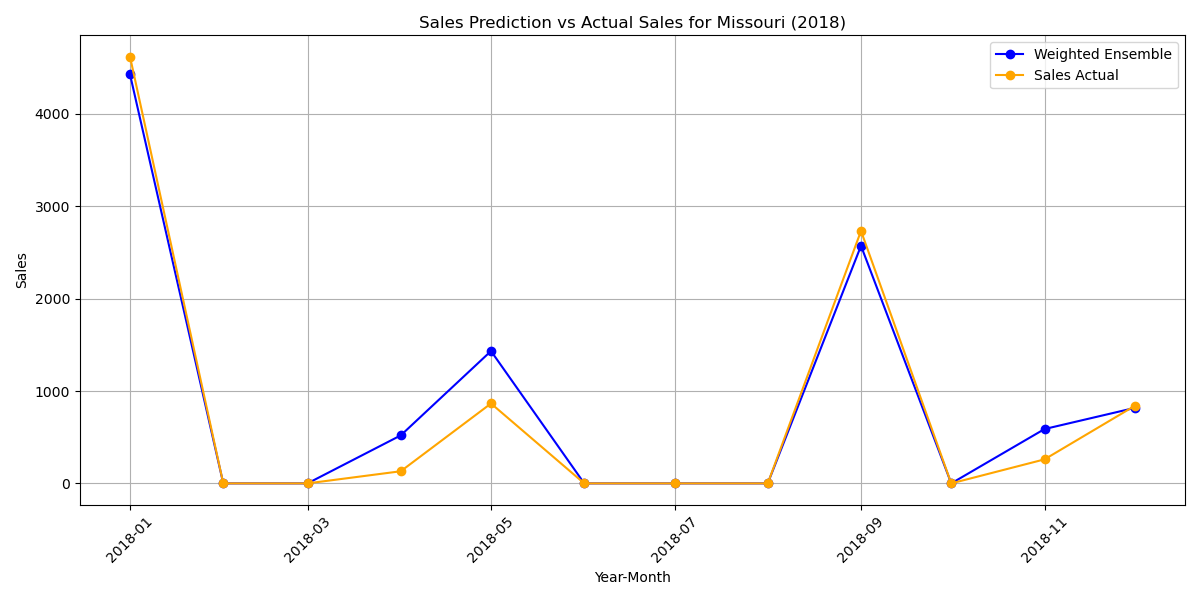 Sales Prediction vs Actual Sales for Missouri (2018)
Weighted Ensemble
Sales Actual
Sales
4000
3000
2000
1000
0
2018-01
2018-03
2018-05
2018-07
2018-09
2018-11
Year-Month